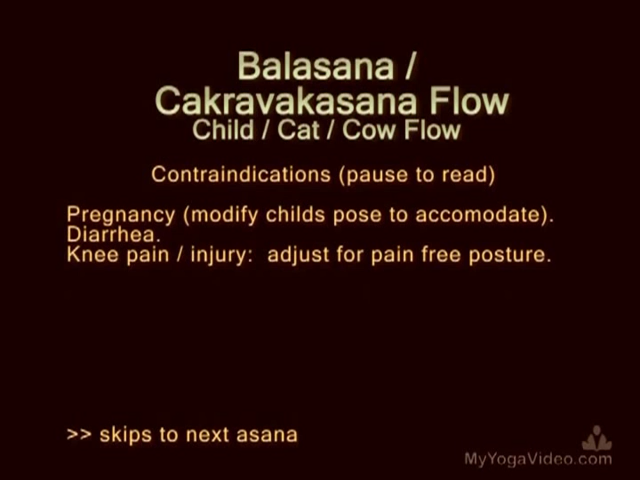 Balasana /
Cakravakasana Flow
Child / Cat / Cow Flow
Contraindications (pause to read)
Pregnancy (modify childs pose to accomodate).
Diarrhea.
Knee pain / injury:  adjust for pain free posture.
>> skips to next asana
MyYogaVideo.com